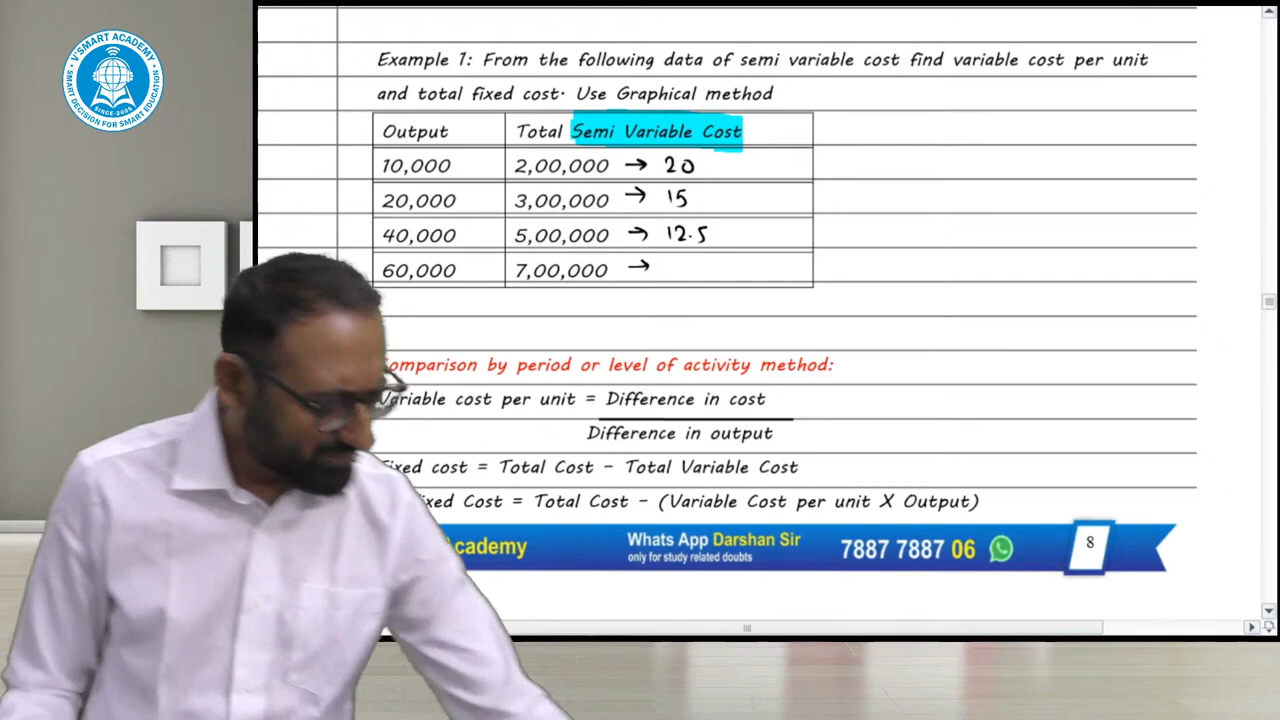 V'SMART ACADEMY
SINCE-2005
SMART DECISION FOR SMART EDUCATION
Example 1: From the following data of semi variable cost find variable cost per unit
and total fixed cost. Use Graphical method
Output Total Semi Variable Cost
10,000 2,00,000 → 20
20,000 3,00,000 → 15
40,000 5,00,000 → 12.5
60,000 7,00,000 →
omparison by period or level of activity method:
Variable cost per unit = Difference in cost
Difference in output
Fixed cost = Total Cost - Total Variable Cost
ixed Cost = Total Cost - (Variable Cost per unit X Output)
Academy
Whats App Darshan Sir
only for study related doubts
7887 7887 06
8